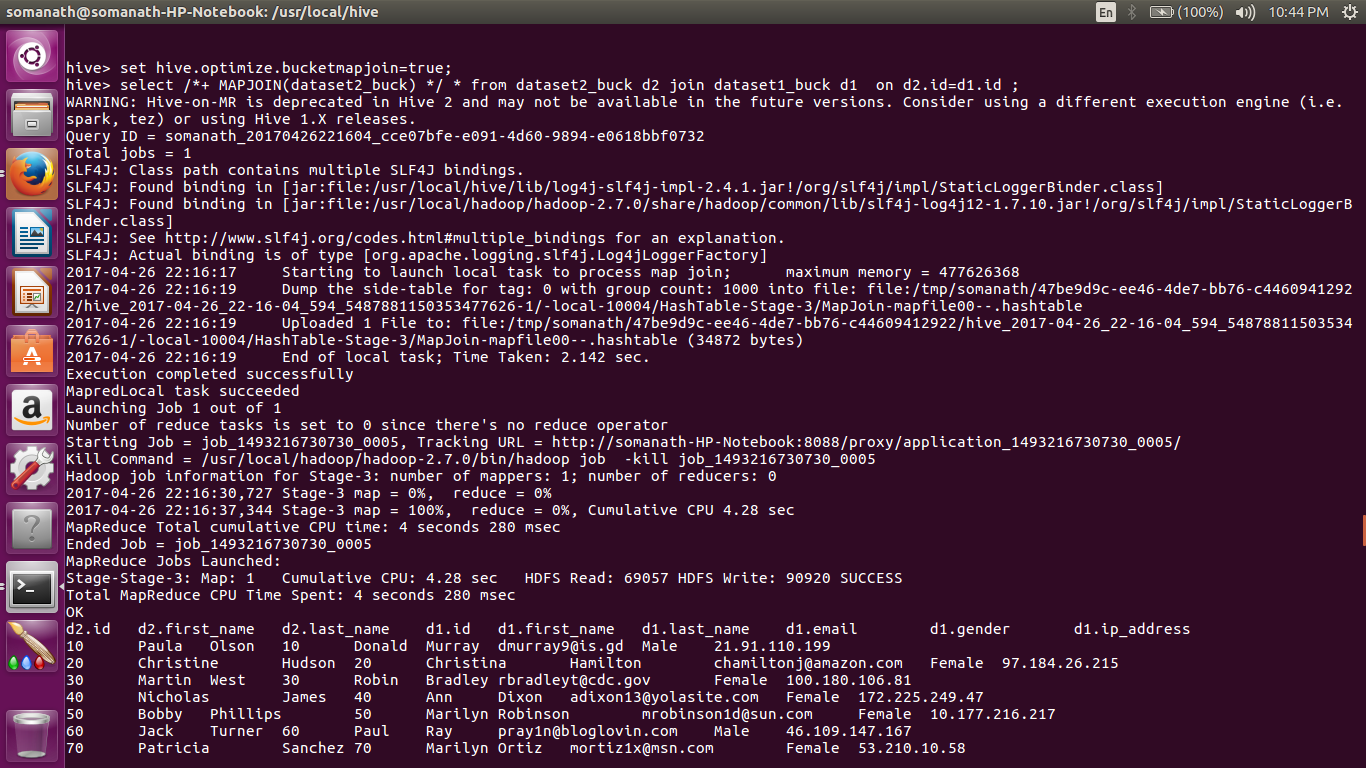 somanath@somanath-HP-Notebook: /usr/local/hive
En
(100%)
10:44 PM
hive> set hive.optimize.bucketmapjoin=true;
hive> select /*+ MAPJOIN(dataset2_buck) */ * from dataset2_buck d2 join dataset1_buck d1  on d2.id=d1.id ;
WARNING: Hive-on-MR is deprecated in Hive 2 and may not be available in the future versions. Consider using a different execution engine (i.e.
spark, tez) or using Hive 1.X releases.
Query ID = somanath_20170426221604_cce07bfe-e091-4d60-9894-e0618bbf0732
Total jobs = 1
SLF4J: Class path contains multiple SLF4J bindings.
SLF4J: Found binding in [jar:file:/usr/local/hive/lib/log4j-slf4j-impl-2.4.1.jar!/org/slf4j/impl/StaticLoggerBinder.class]
SLF4J: Found binding in [jar:file:/usr/local/hadoop/hadoop-2.7.0/share/hadoop/common/lib/slf4j-log4j12-1.7.10.jar!/org/slf4j/impl/StaticLoggerB
inder.class]
SLF4J: See http://www.slf4j.org/codes.html#multiple_bindings for an explanation.
SLF4J: Actual binding is of type [org.apache.logging.slf4j.Log4jLoggerFactory]
2017-04-26 22:16:17     Starting to launch local task to process map join;      maximum memory = 477626368
2017-04-26 22:16:19     Dump the side-table for tag: 0 with group count: 1000 into file: file:/tmp/somanath/47be9d9c-ee46-4de7-bb76-c4460941292
2/hive_2017-04-26_22-16-04_594_5487881150353477626-1/-local-10004/HashTable-Stage-3/MapJoin-mapfile00--.hashtable
2017-04-26 22:16:19     Uploaded 1 File to: file:/tmp/somanath/47be9d9c-ee46-4de7-bb76-c44609412922/hive_2017-04-26_22-16-04_594_54878811503534
77626-1/-local-10004/HashTable-Stage-3/MapJoin-mapfile00--.hashtable (34872 bytes)
2017-04-26 22:16:19     End of local task; Time Taken: 2.142 sec.
Execution completed successfully
MapredLocal task succeeded
Launching Job 1 out of 1
Number of reduce tasks is set to 0 since there's no reduce operator
Starting Job = job_1493216730730_0005, Tracking URL = http://somanath-HP-Notebook:8088/proxy/application_1493216730730_0005/
Kill Command = /usr/local/hadoop/hadoop-2.7.0/bin/hadoop job  -kill job_1493216730730_0005
Hadoop job information for Stage-3: number of mappers: 1; number of reducers: 0
2017-04-26 22:16:30,727 Stage-3 map = 0%,  reduce = 0%
2017-04-26 22:16:37,344 Stage-3 map = 100%,  reduce = 0%, Cumulative CPU 4.28 sec
MapReduce Total cumulative CPU time: 4 seconds 280 msec
Ended Job = job_1493216730730_0005
MapReduce Jobs Launched:
Stage-Stage-3: Map: 1   Cumulative CPU: 4.28 sec   HDFS Read: 69057 HDFS Write: 90920 SUCCESS
Total MapReduce CPU Time Spent: 4 seconds 280 msec
OK
d2.id   d2.first_name   d2.last_name    d1.id   d1.first_name   d1.last_name    d1.email        d1.gender       d1.ip_address
10      Paula   Olson   10      Donald  Murray  dmurray9@is.gd  Male    21.91.110.199
20      Christine       Hudson  20      Christina       Hamilton        chamiltonj@amazon.com   Female  97.184.26.215
30      Martin  West    30      Robin   Bradley rbradleyt@cdc.gov       Female  100.180.106.81
40      Nicholas        James   40      Ann     Dixon   adixon13@yolasite.com   Female  172.225.249.47
50      Bobby   Phillips        50      Marilyn Robinson        mrobinson1d@sun.com     Female  10.177.216.217
60      Jack    Turner  60      Paul    Ray     pray1n@bloglovin.com    Male    46.109.147.167
70      Patricia        Sanchez 70      Marilyn Ortiz   mortiz1x@msn.com        Female  53.210.10.58